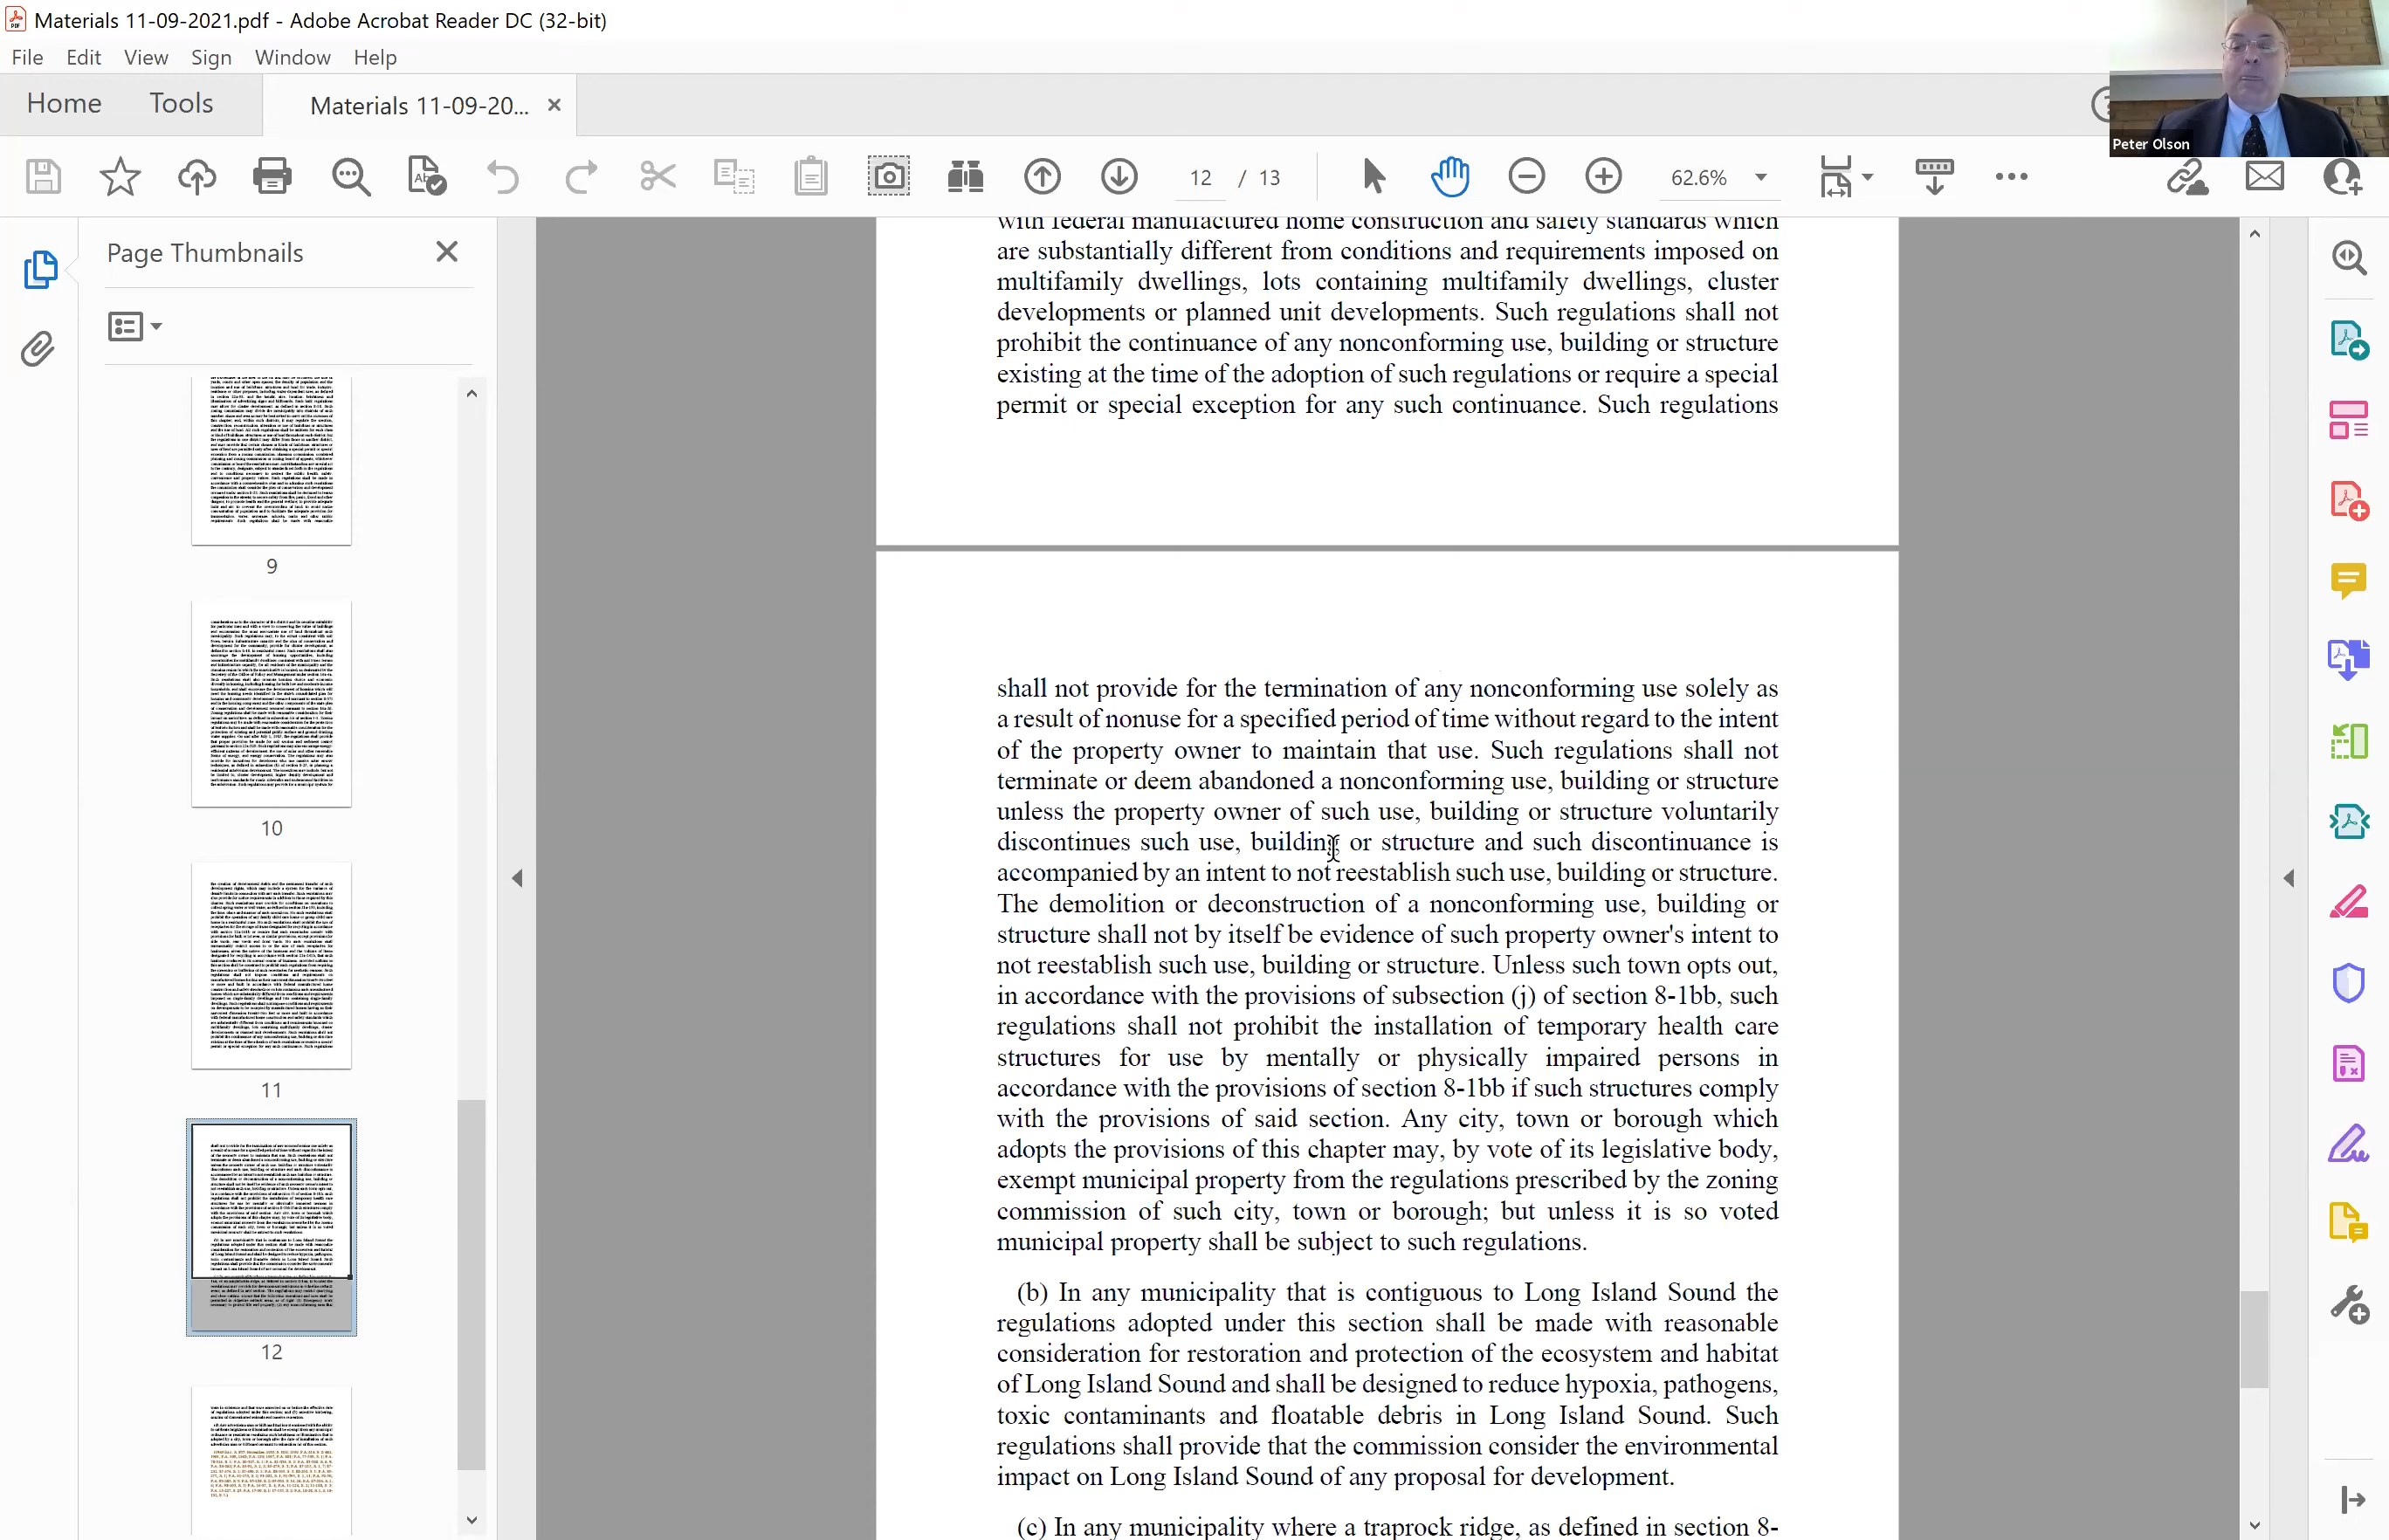 Materials 11-09-2021.pdf - Adobe Acrobat Reader DC (32-bit)
File Edit View Sign Window Help
Home Tools Materials 11-09-20...
Peter Olson
12 / 13 62.6%
Page Thumbnails
9
10
11
12
with federal manufactured home construction and safety standards which
are substantially different from conditions and requirements imposed on
multifamily dwellings, lots containing multifamily dwellings, cluster
developments or planned unit developments. Such regulations shall not
prohibit the continuance of any nonconforming use, building or structure
existing at the time of the adoption of such regulations or require a special
permit or special exception for any such continuance. Such regulations
shall not provide for the termination of any nonconforming use solely as
a result of nonuse for a specified period of time without regard to the intent
of the property owner to maintain that use. Such regulations shall not
terminate or deem abandoned a nonconforming use, building or structure
unless the property owner of such use, building or structure voluntarily
discontinues such use, building or structure and such discontinuance is
accompanied by an intent to not reestablish such use, building or structure.
The demolition or deconstruction of a nonconforming use, building or
structure shall not by itself be evidence of such property owner's intent to
not reestablish such use, building or structure. Unless such town opts out,
in accordance with the provisions of subsection (j) of section 8-1bb, such
regulations shall not prohibit the installation of temporary health care
structures for use by mentally or physically impaired persons in
accordance with the provisions of section 8-1bb if such structures comply
with the provisions of said section. Any city, town or borough which
adopts the provisions of this chapter may, by vote of its legislative body,
exempt municipal property from the regulations prescribed by the zoning
commission of such city, town or borough; but unless it is so voted
municipal property shall be subject to such regulations.
(b) In any municipality that is contiguous to Long Island Sound the
regulations adopted under this section shall be made with reasonable
consideration for restoration and protection of the ecosystem and habitat
of Long Island Sound and shall be designed to reduce hypoxia, pathogens,
toxic contaminants and floatable debris in Long Island Sound. Such
regulations shall provide that the commission consider the environmental
impact on Long Island Sound of any proposal for development.
(c) In any municipality where a traprock ridge, as defined in section 8-